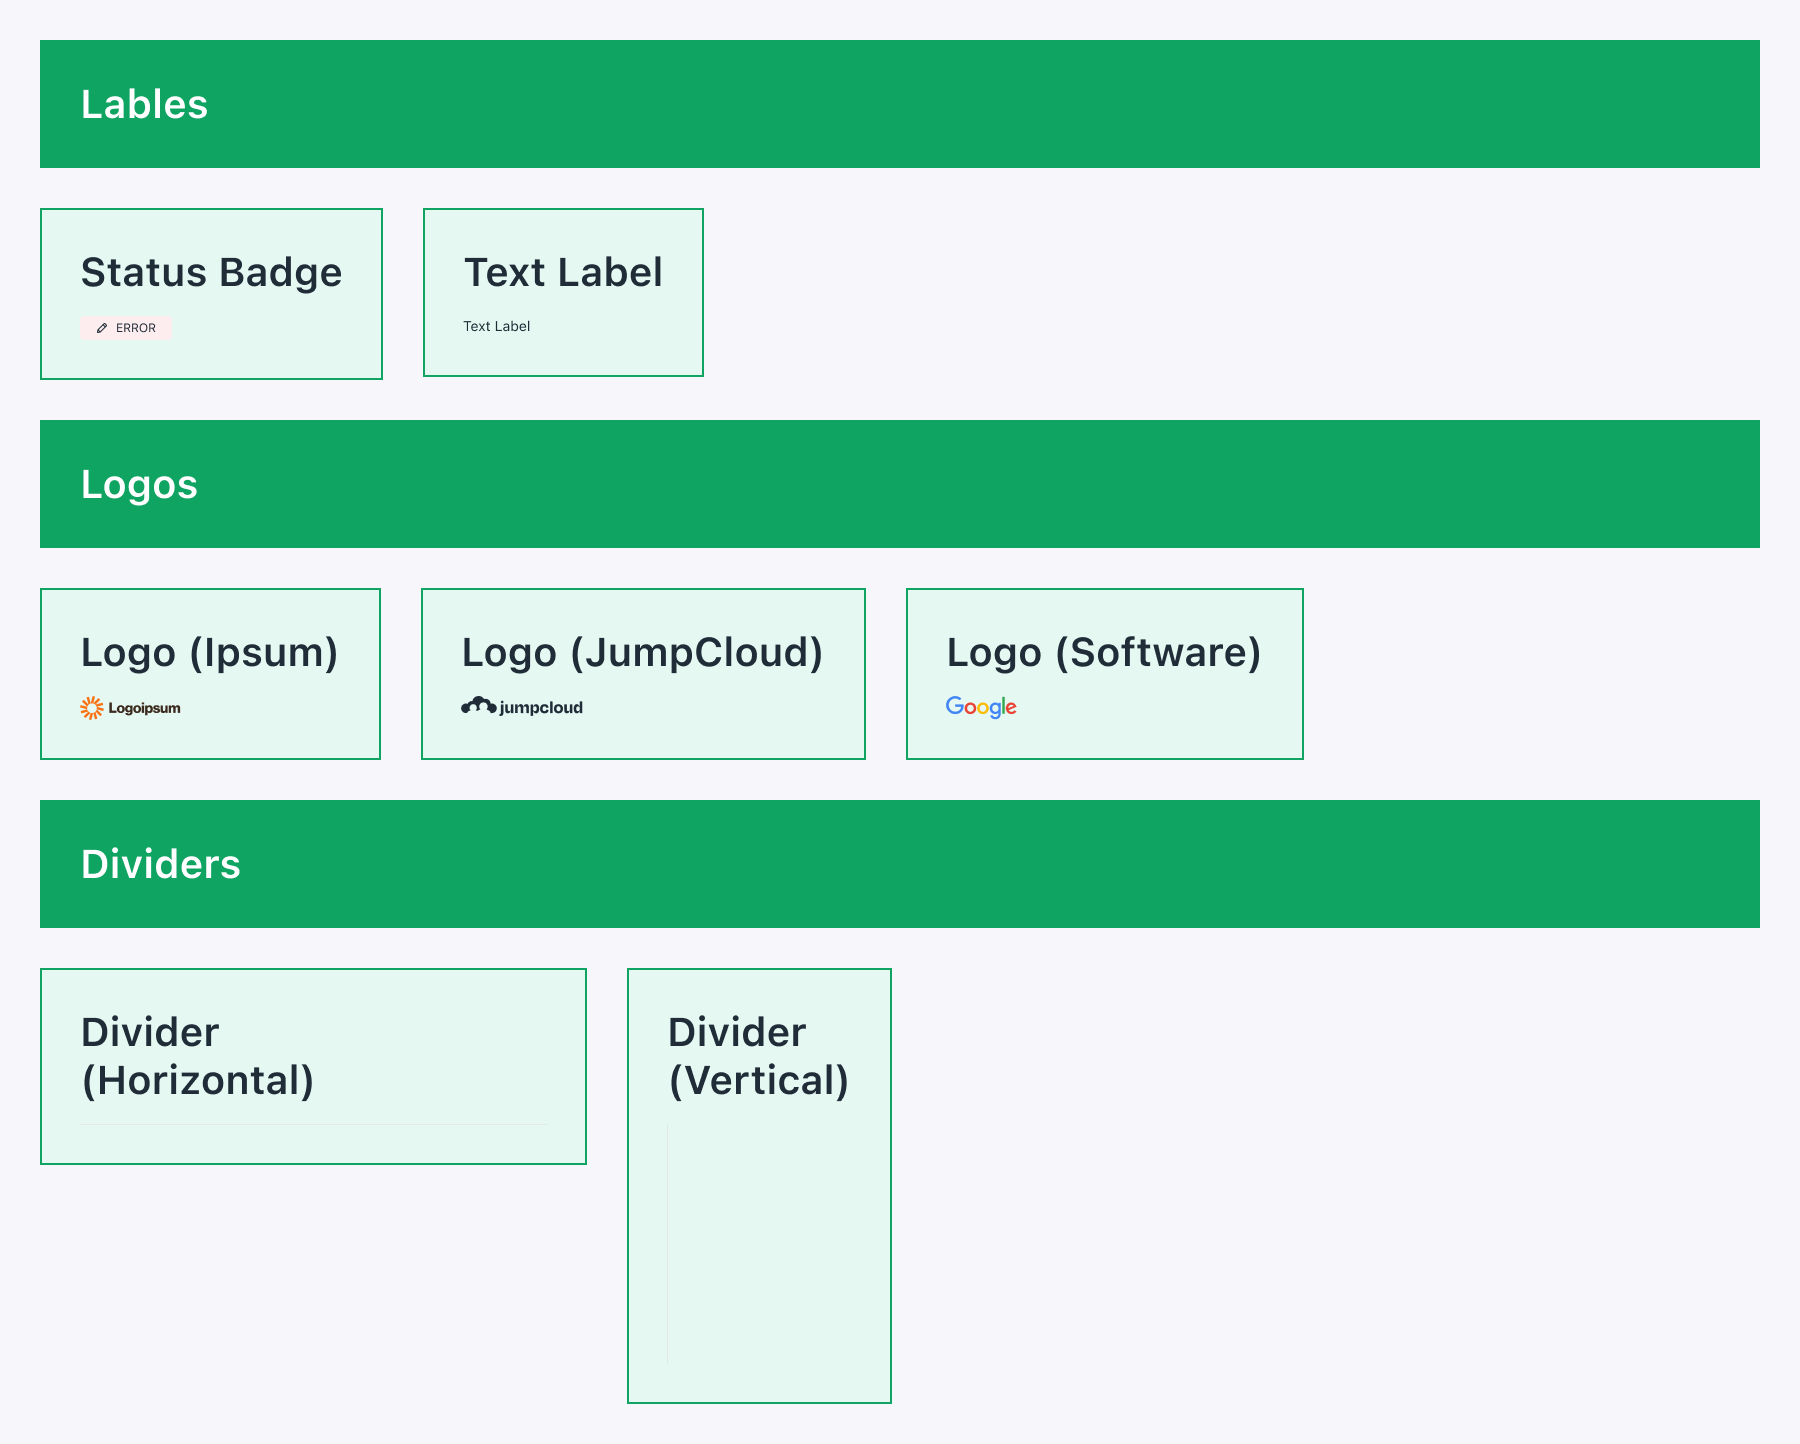 Lables
Status Badge
ERROR
Text Label
Text Label
Logos
Logo (Ipsum)
Logoipsum
Logo (JumpCloud)
jumpcloud
Logo (Software)
Google
Dividers
Divider
(Horizontal)
Divider
(Vertical)